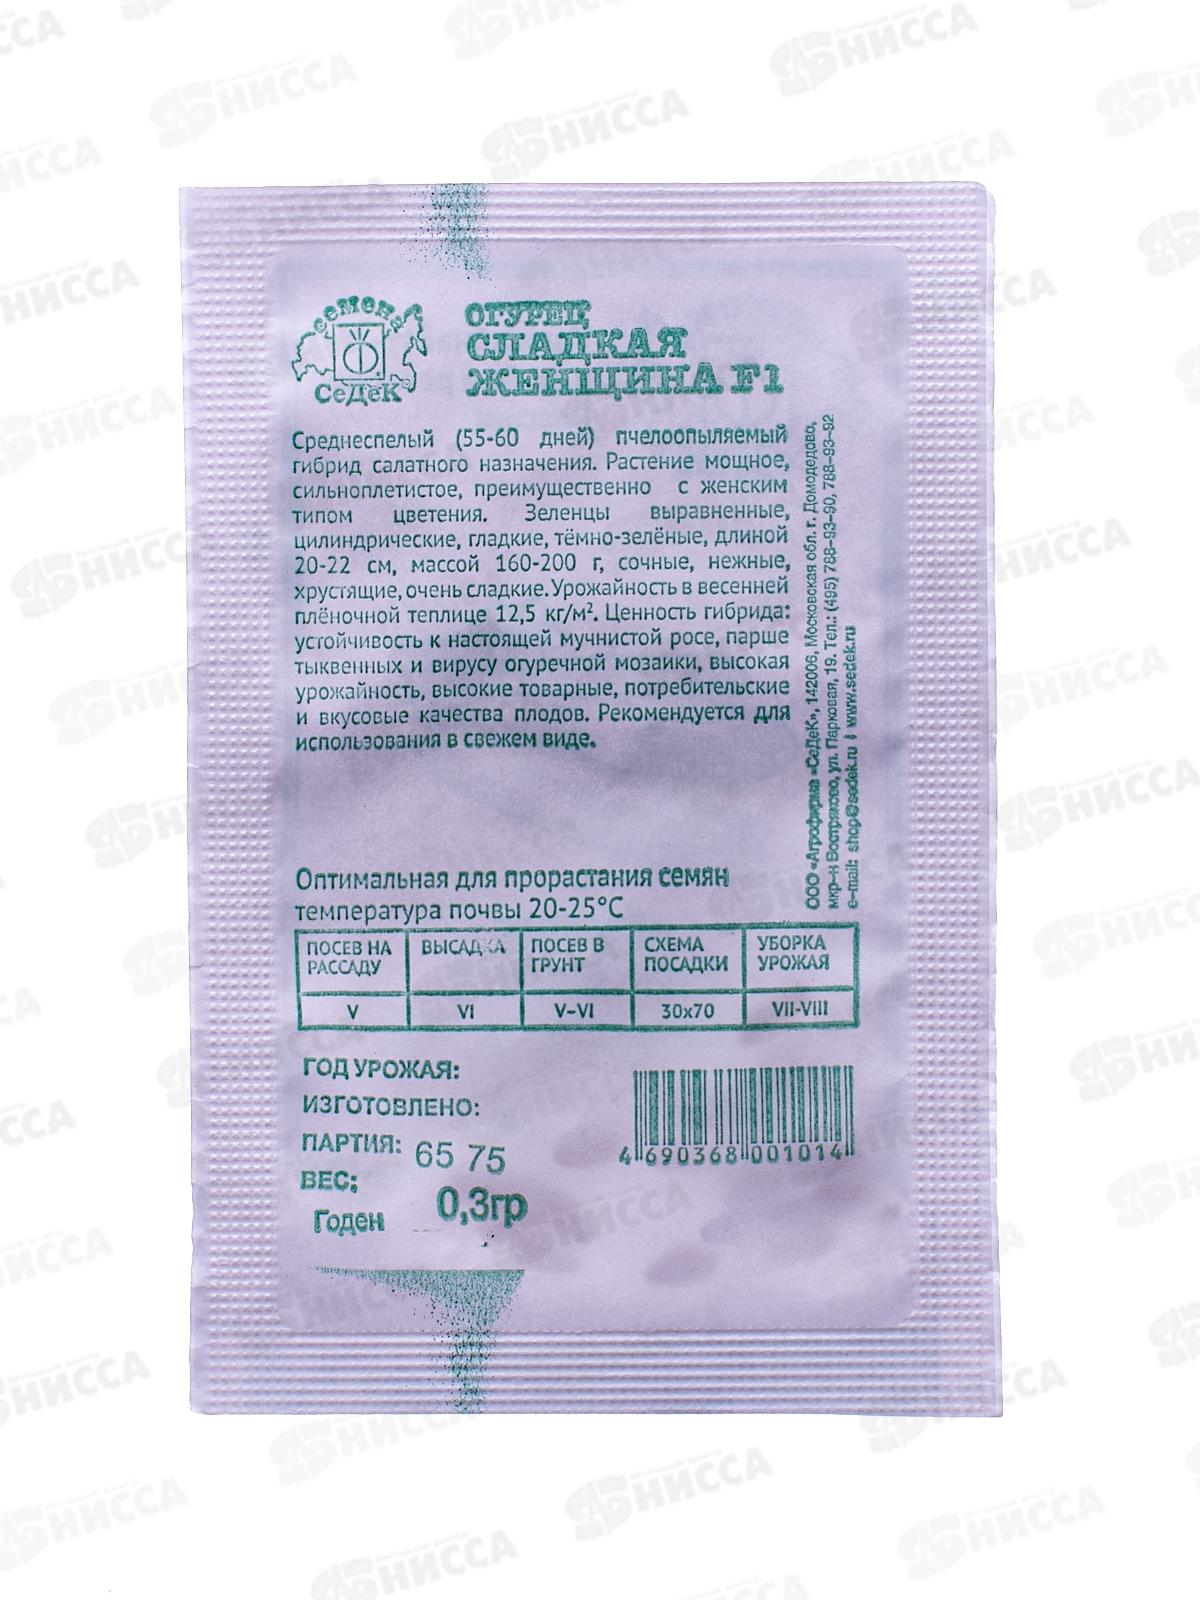 семена
СеДеК
ОГУРЕЦ
СЛАДКАЯ
ЖЕНЩИНА F1
Среднеспелый (55-60 дней) пчелоопыляемый
гибрид салатного назначения. Растение мощное,
сильноплетистое, преимущественно с женским
типом цветения. Зеленцы выравненные,
цилиндрические, гладкие, тёмно-зелёные, длиной
20-22 см, массой 160-200 г, сочные, нежные,
хрустящие, очень сладкие. Урожайность в весенней
плёночной теплице 12,5 кг/м². Ценность гибрида:
устойчивость к настоящей мучнистой росе, парше
тыквенных и вирусу огуречной мозаики, высокая
урожайность, высокие товарные, потребительские
и вкусовые качества плодов. Рекомендуется для
использования в свежем виде.
ООО «Агрофирма «СеДеК», 142006, Московская обл. г. Домодедово,
мкр-н Востряково, ул. Парковая, 19. Тел.: (495) 788-93-90, 788-93-92
e-mail: shop@sedek.ru | www.sedek.ru
Оптимальная для прорастания семян
температура почвы 20-25°С
ПОСЕВ НА РАССАДУ ВЫСАДКА ПОСЕВ В ГРУНТ СХЕМА ПОСАДКИ УБОРКА УРОЖАЯ
V VI V-VI 30х70 VII-VIII
ГОД УРОЖАЯ:
ИЗГОТОВЛЕНО:
ПАРТИЯ: 65 75
ВЕС: 0,3гр
Годен
4 690368 001014
НИССА